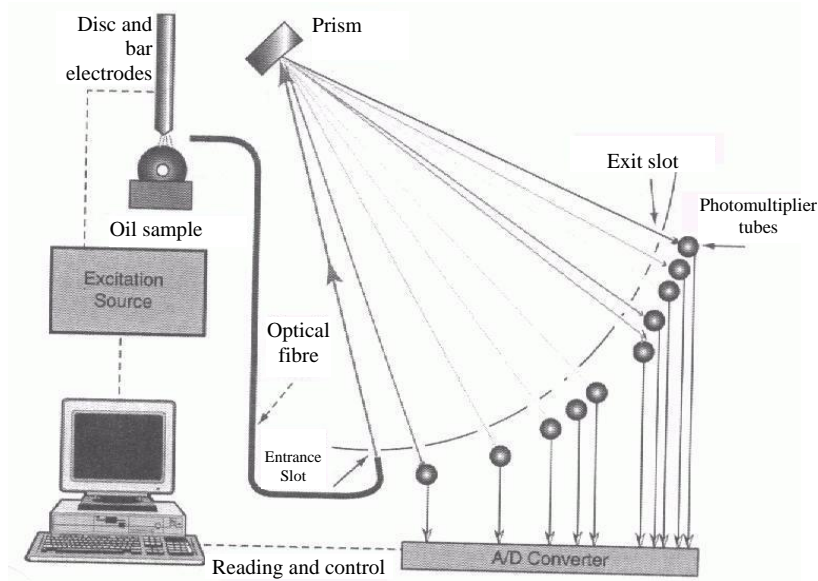 Disc and
bar
electrodes
Prism
Exit slot
Photomultiplier
tubes
Oil sample
Excitation
Source
Optical
fibre
Entrance
Slot
A/D Converter
Reading and control